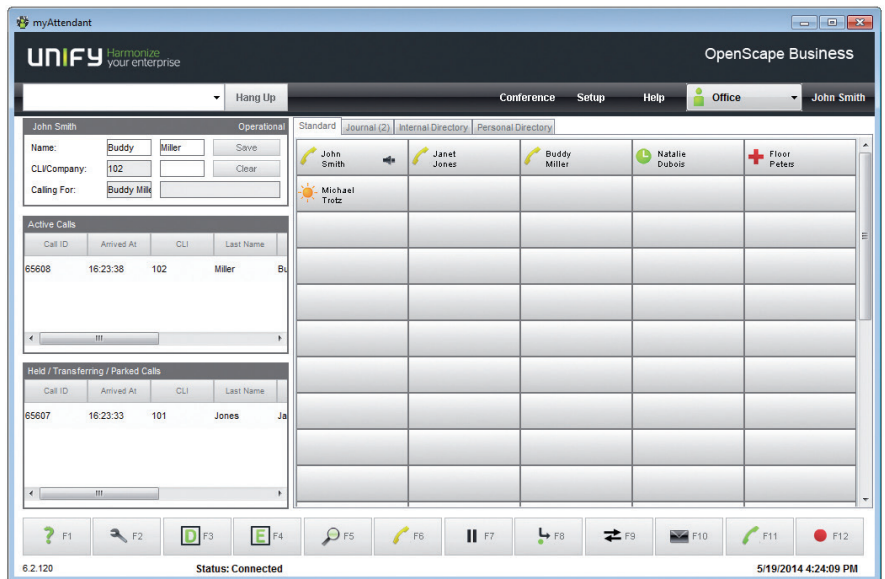 myAttendant
UNIFY Harmonize
your enterprise
OpenScape Business
Hang Up
Conference Setup Help Office John Smith
John Smith Operational
Name: Buddy Miller Save
CLI/Company: 102 Clear
Calling For: Buddy Mille
Active Calls
Call ID Arrived At CLI Last Name
65608 16:23:38 102 Miller Bu
Held / Transferring / Parked Calls
Call ID Arrived At CLI Last Name
65607 16:23:33 101 Jones Ja
Standard Journal (2) Internal Directory Personal Directory
John
Smith
Janet
Jones
Buddy
Miller
Natalie
Dubois
Floor
Peters
Michael
Trotz
? F1 F2 D F3 E F4 F5 F6 F7 F8 F9 F10 F11 F12
6.2.120 Status: Connected 5/19/2014 4:24:09 PM